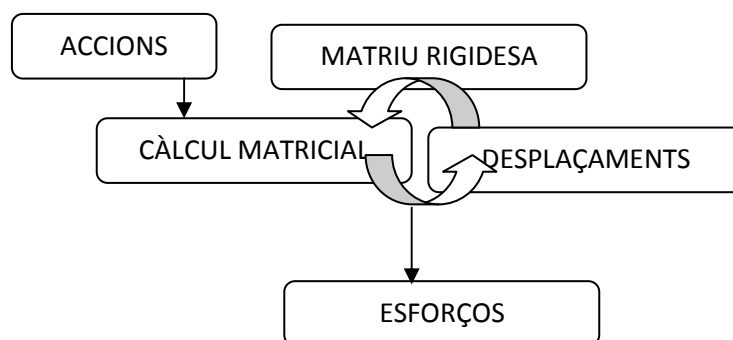 ACCIONS
MATRIU RIGIDESA
CÀLCUL MATRICIAL
DESPLAÇAMENTS
ESFORÇOS